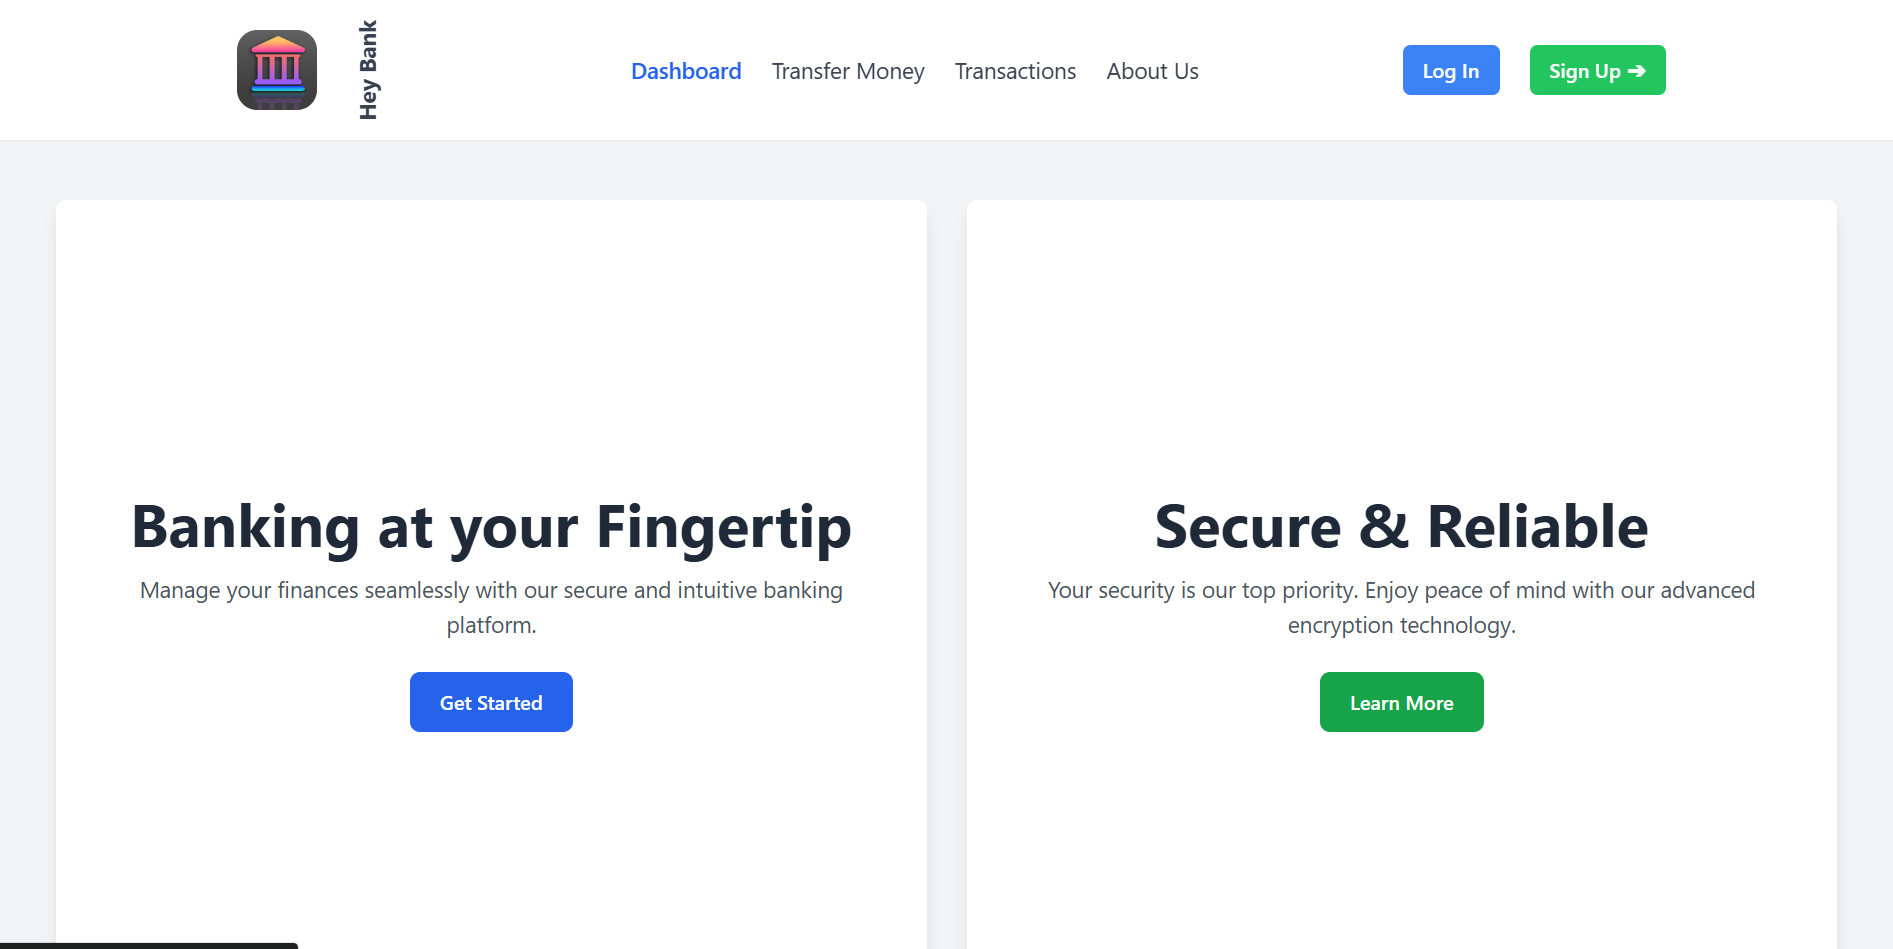 Hey Bank
Dashboard
Transfer Money
Transactions
About Us
Log In
Sign Up ➔
Banking at your Fingertip
Manage your finances seamlessly with our secure and intuitive banking
platform.
Get Started
Secure & Reliable
Your security is our top priority. Enjoy peace of mind with our advanced
encryption technology.
Learn More